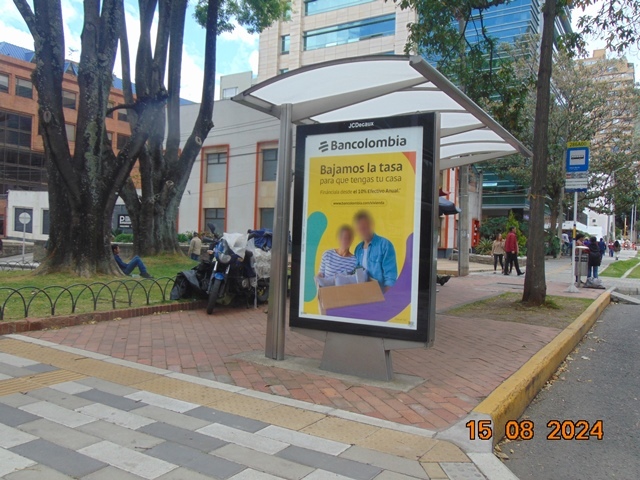 JCDecaux
Bancolombia
Bajamos la tasa
para que tengas tu casa
15 08 2024